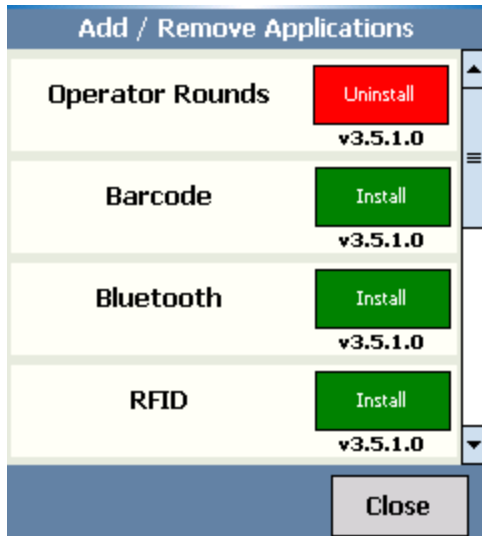 Add / Remove Applications
Operator Rounds
Uninstall
v3.5.1.0
Barcode
Install
v3.5.1.0
Bluetooth
Install
v3.5.1.0
RFID
Install
v3.5.1.0
Close